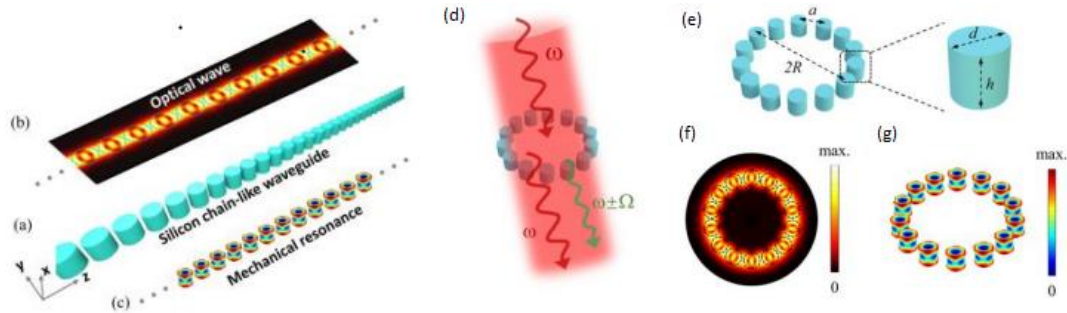 (b)
Optical wave
(a)
Silicon chain-like waveguide
y
x
z
(c)
Mechanical resonance
(d)
ω
ω
ω±Ω
(e)
a
2R
d
h
(f)
max.
0
(g)
max.
0